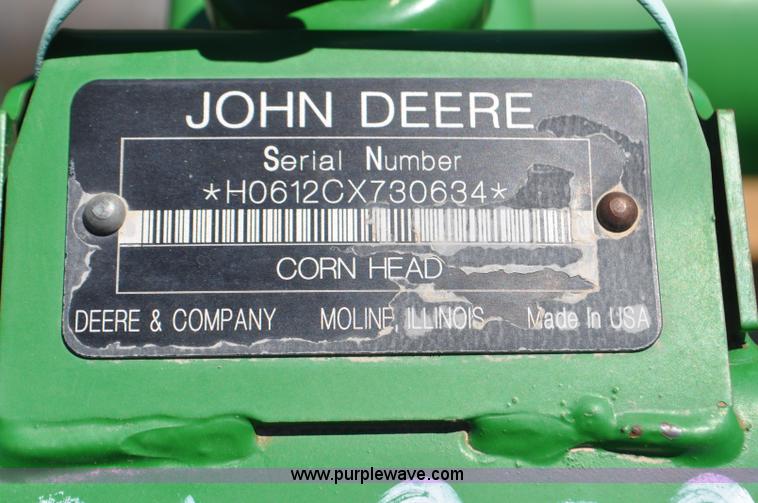 JOHN DEERE
Serial Number
*H0612CX730634*
CORN HEAD
DEERE & COMPANY MOLINE, ILLINOIS Made In USA
www.purplewave.com